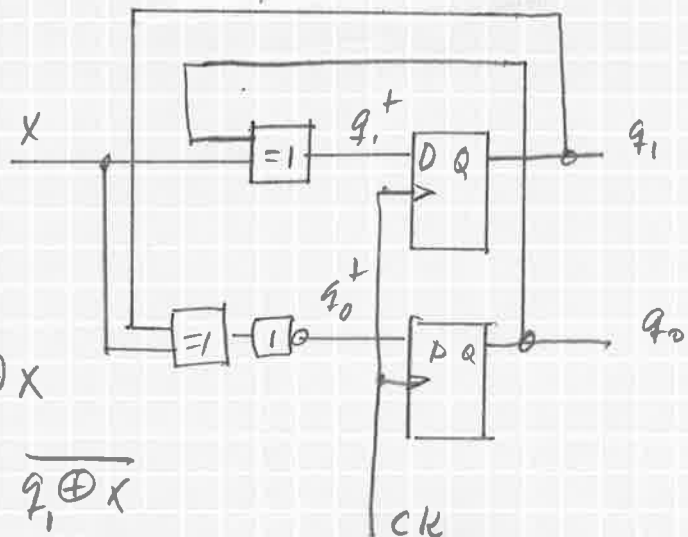 X
=1
q₁⁺
D Q
q₁
q₀⁺
=1
1
D Q
q₀
⊕ X
q₁ ⊕ X
CK